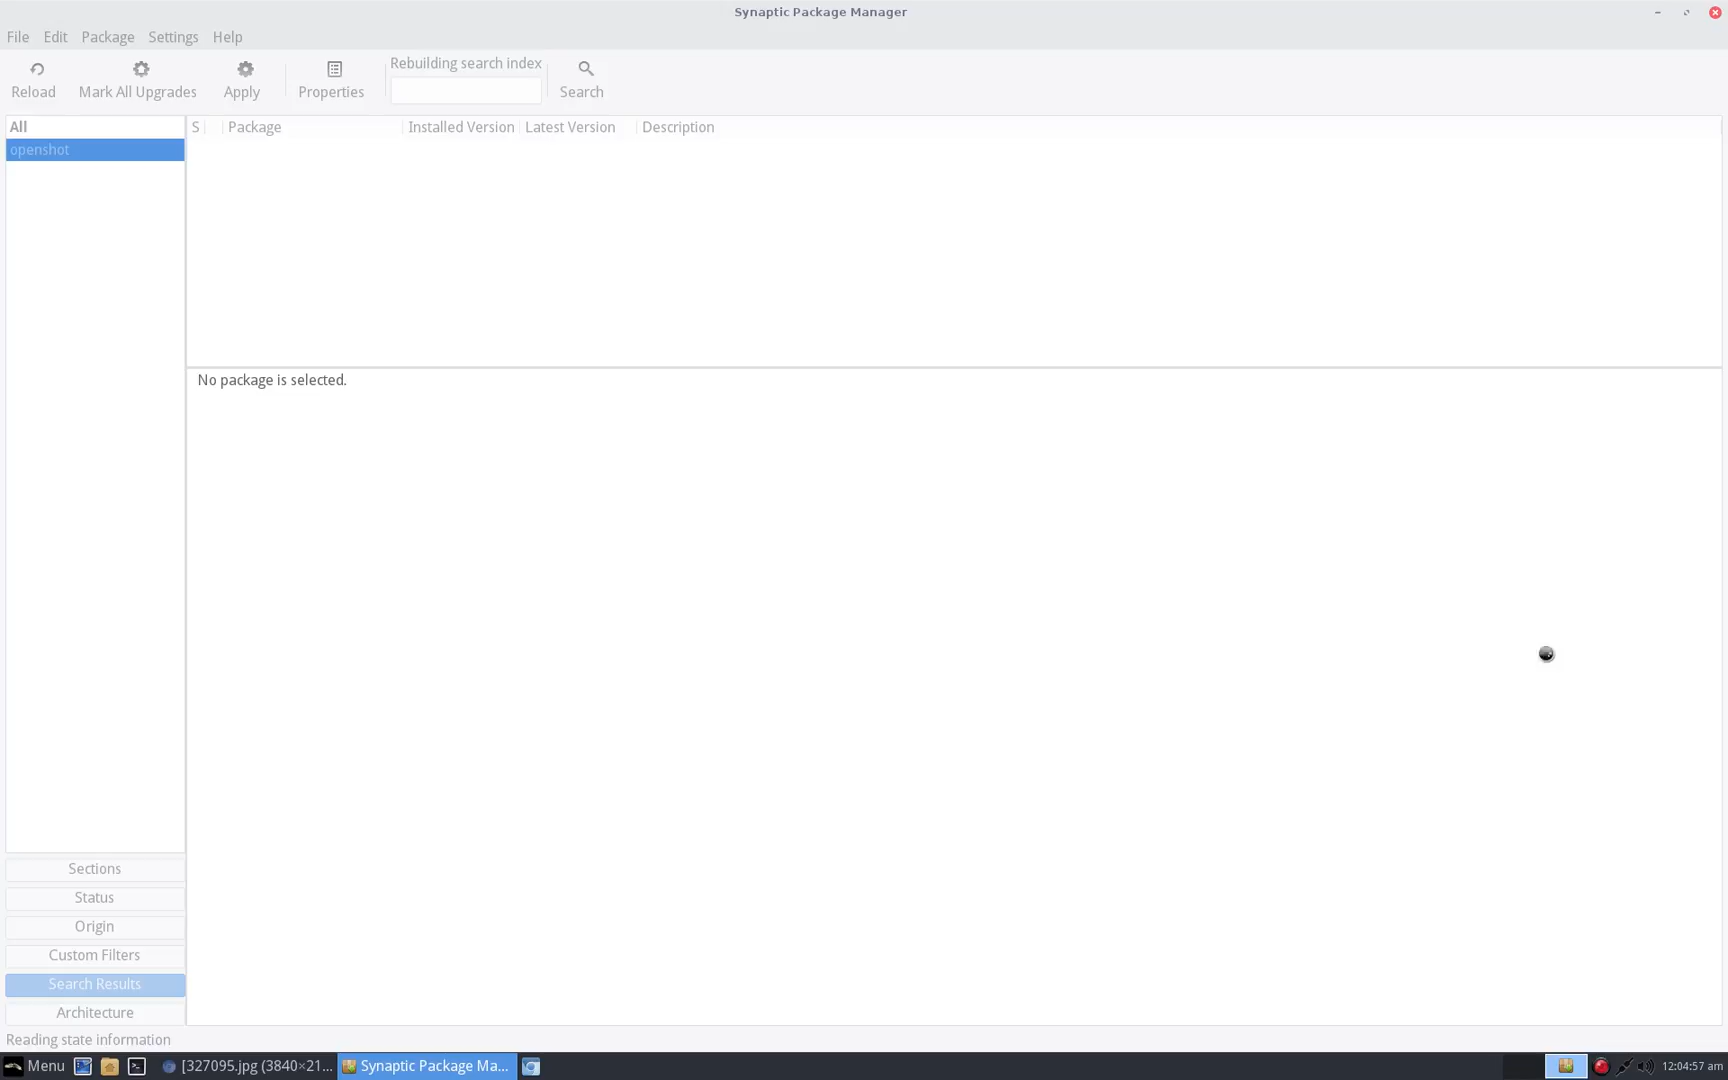 Synaptic Package Manager
File Edit Package Settings Help
Rebuilding search index
Reload Mark All Upgrades Apply Properties Search
All
openshot
S Package Installed Version Latest Version Description
No package is selected.
Sections
Status
Origin
Custom Filters
Search Results
Architecture
Reading state information
Menu [327095.jpg (3840×21... Synaptic Package Ma... 12:04:57 am